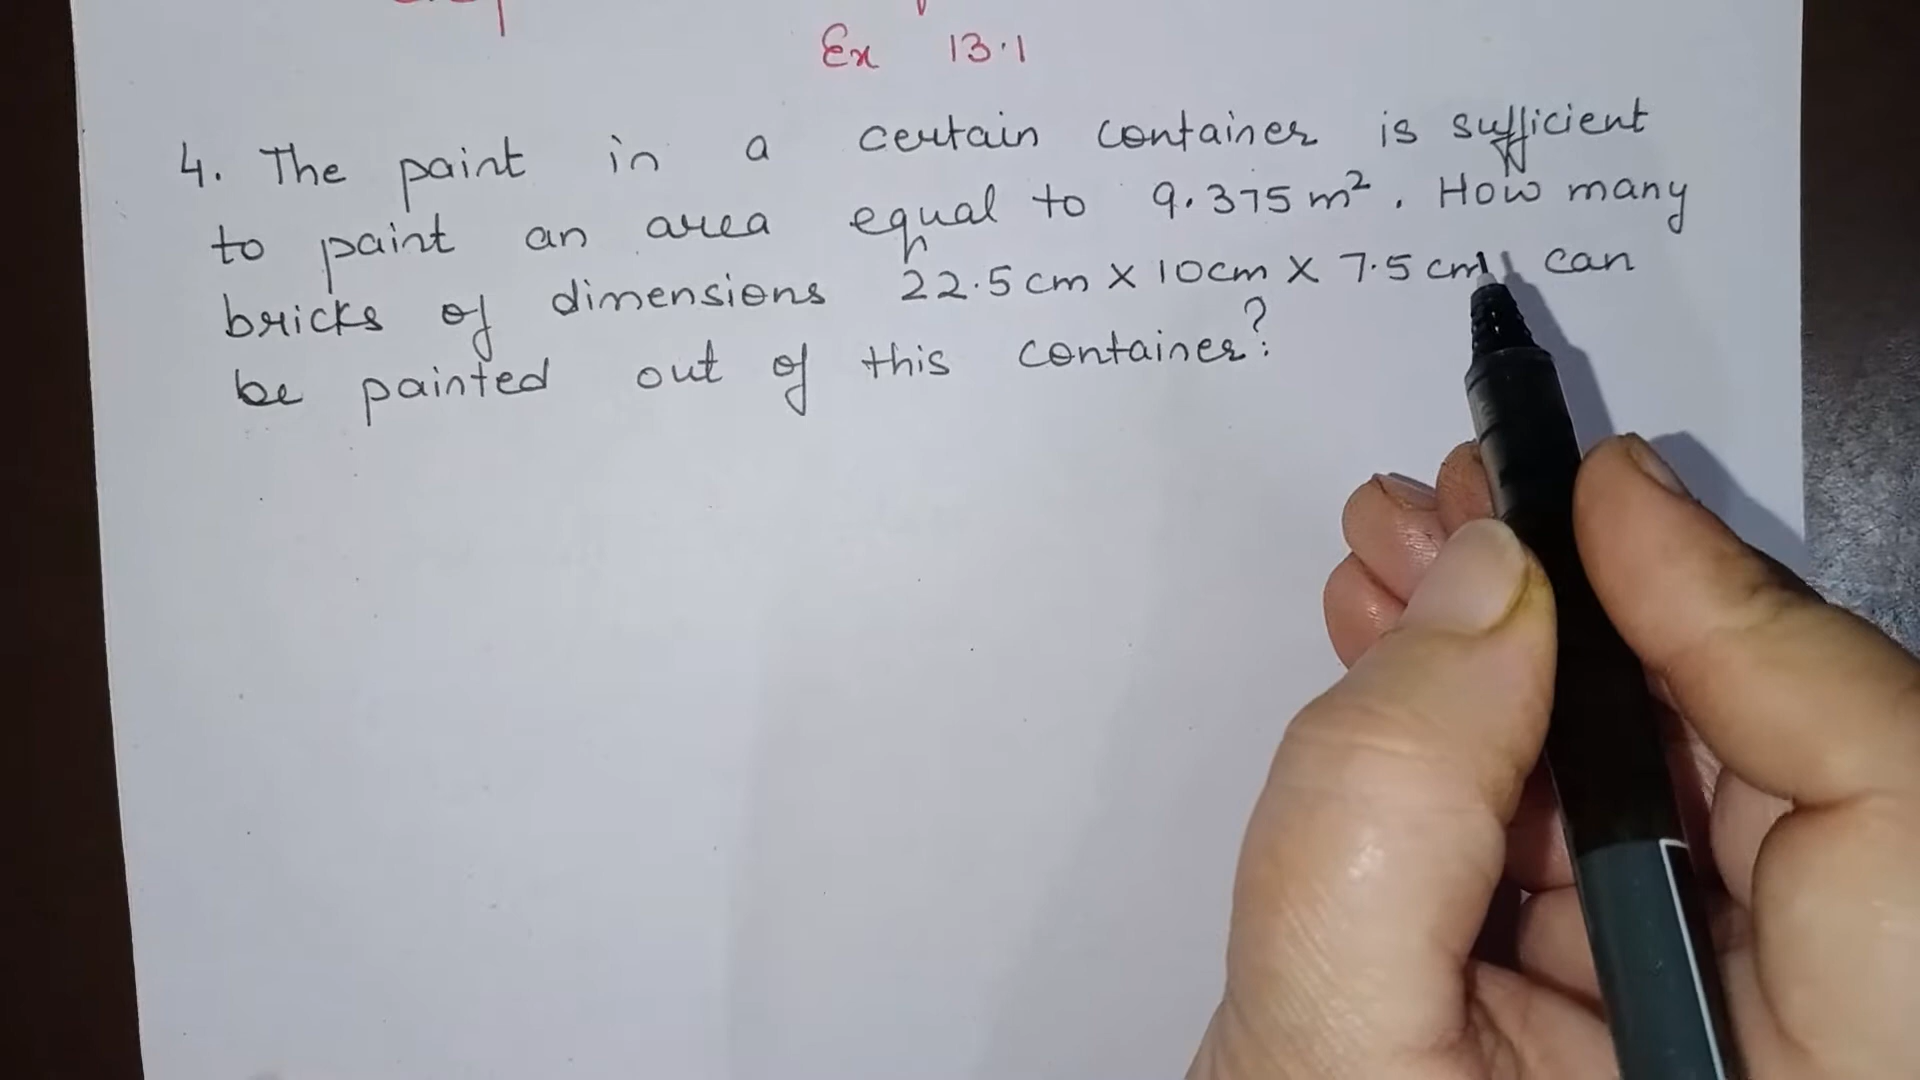 Ex 13.1
4. The paint in a certain container is sufficient
to paint an area equal to 9.375 m². How many
bricks of dimensions 22.5 cm X 10cm X 7.5 cm can
be painted out of this container?